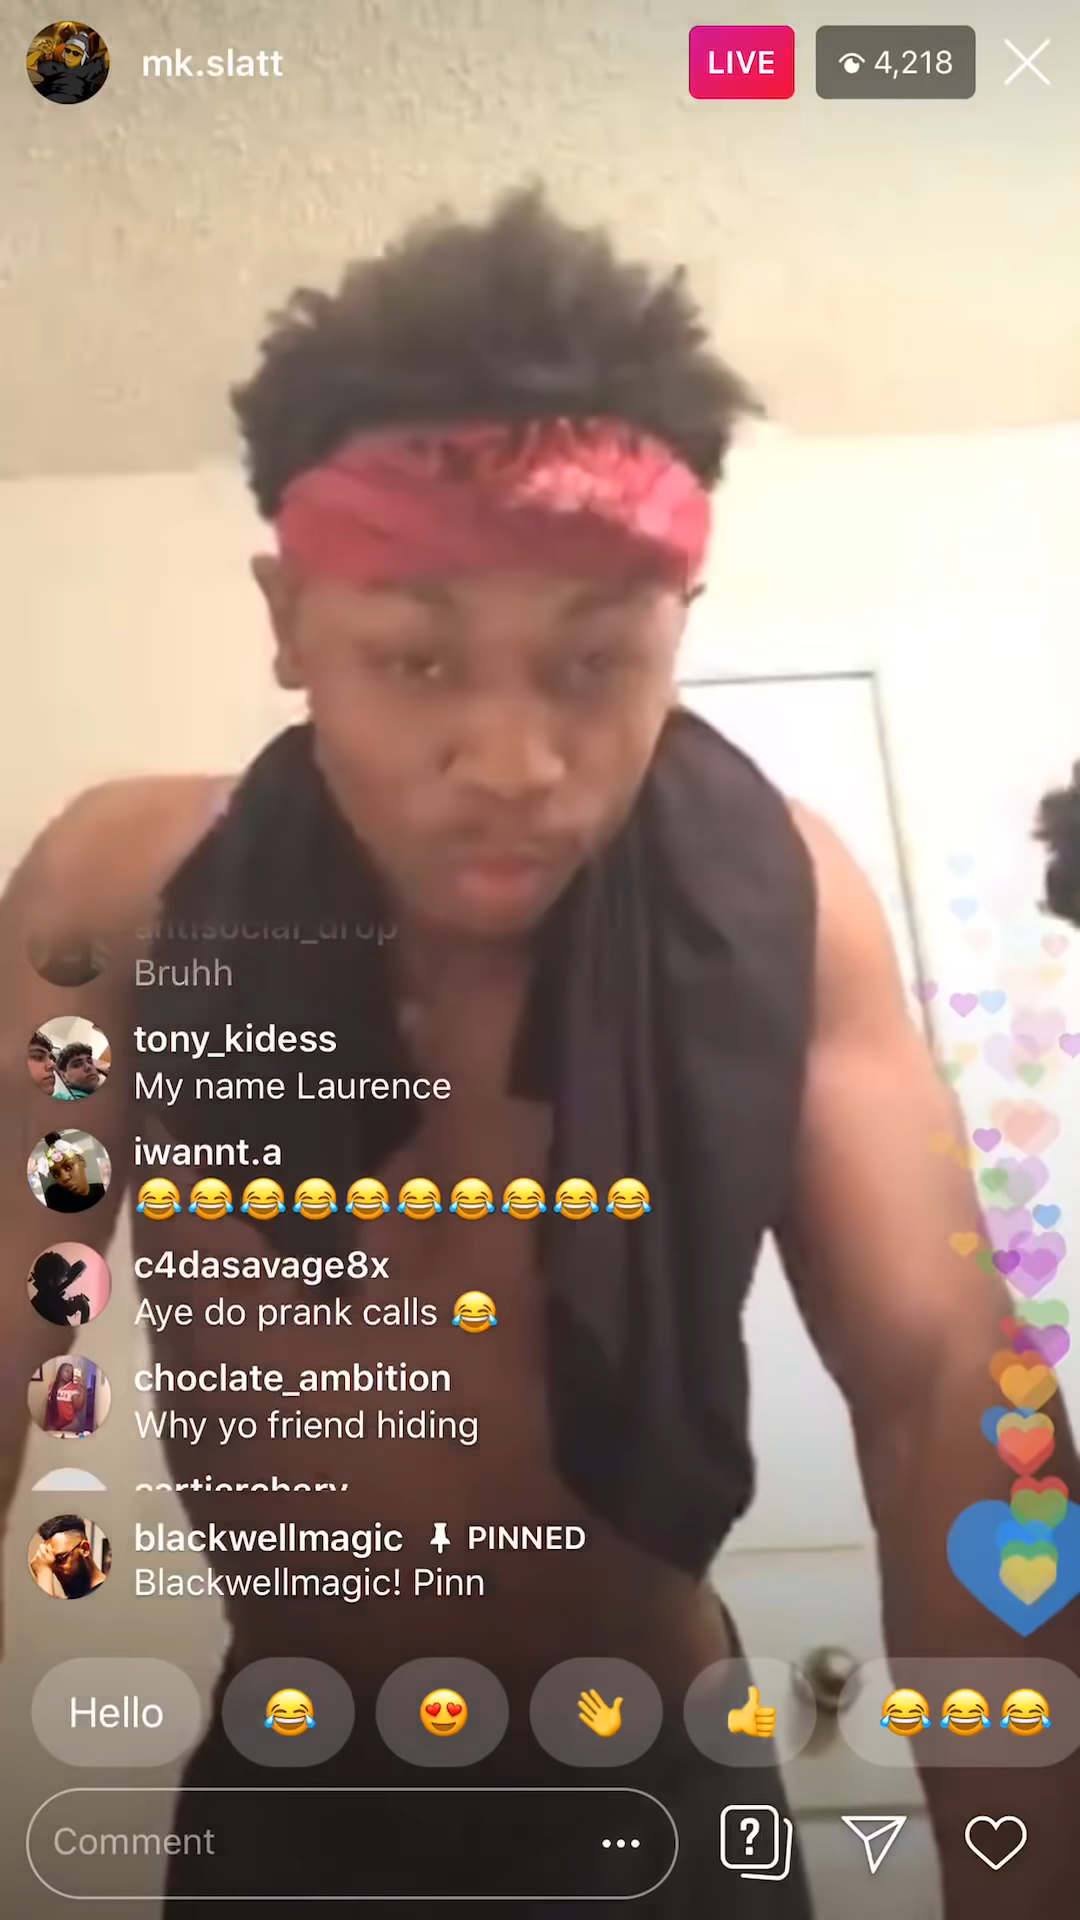 mk.slatt
LIVE
4,218
antisocial_drop
Bruhh
tony_kidess
My name Laurence
iwannt.a
😂😂😂😂😂😂😂😂😂😂
c4dasavage8x
Aye do prank calls 😂
choclate_ambition
Why yo friend hiding
blackwellmagic PINNED
Blackwellmagic! Pinn
Hello 😂 😍 👋 👍 😂😂😂
Comment